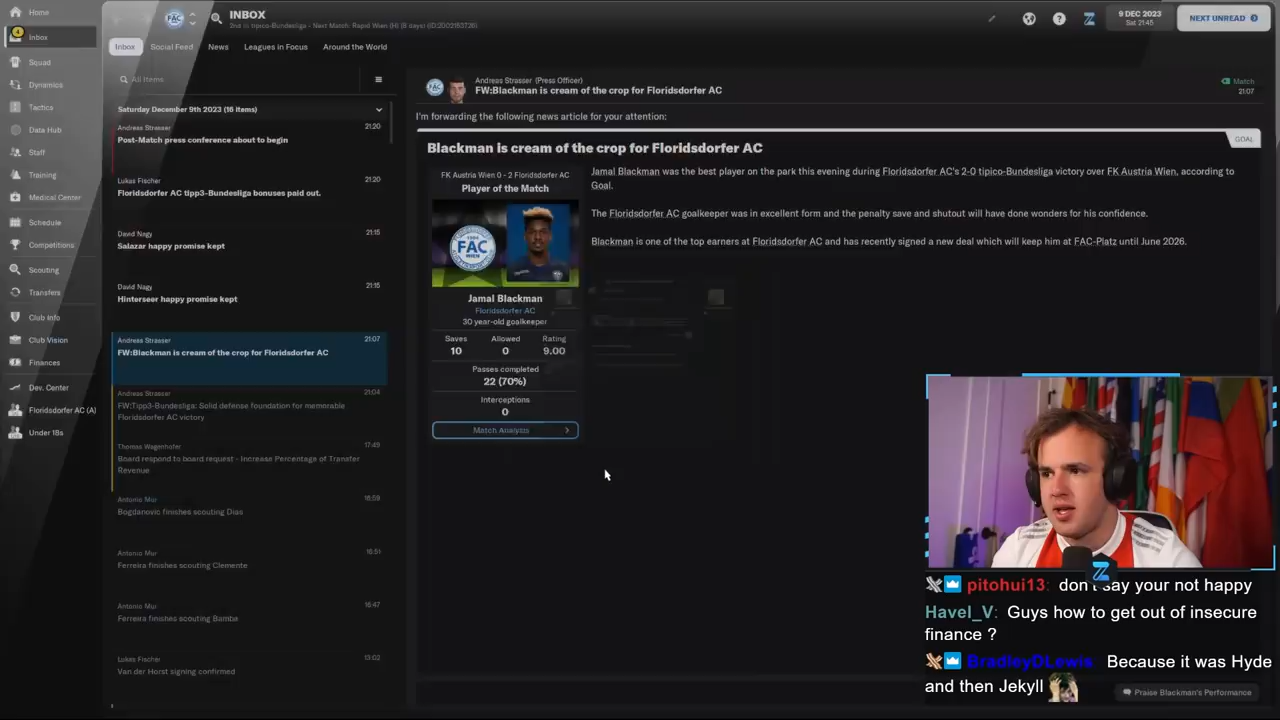 Home
Inbox
Squad
Dynamics
Tactics
Data Hub
Staff
Training
Medical Center
Schedule
Competitions
Scouting
Transfers
Club Info
Club Vision
Finances
Dev. Center
Floridsdorfer AC (A)
Under 18s
FAC
INBOX
2nd in tipico-Bundesliga - Next Match: Rapid Wien (H) (8 days)
9 DEC 2023
Sat 21:45
NEXT UNREAD
Inbox
Social Feed
News
Leagues in Focus
Around the World
All Items
Saturday December 9th 2023 (16 items)
Andreas Strasser 21:20
Post-Match press conference about to begin
Lukas Fischer 21:20
Floridsdorfer AC tipp3-Bundesliga bonuses paid out.
David Nagy 21:15
Salazar happy promise kept
David Nagy 21:15
Hinterseer happy promise kept
Andreas Strasser 21:07
FW:Blackman is cream of the crop for Floridsdorfer AC
Andreas Strasser 21:04
FW:Tipp3-Bundesliga: Solid defense foundation for memorable
Floridsdorfer AC victory
Thomas Wagenhofer 17:49
Board respond to board request - Increase Percentage of Transfer
Revenue
Antonio Mur 16:59
Bogdanovic finishes scouting Dias
Antonio Mur 16:51
Ferreira finishes scouting Clemente
Antonio Mur 16:47
Ferreira finishes scouting Bamba
Lukas Fischer 13:02
Van der Horst signing confirmed
Andreas Strasser (Press Officer)
FW:Blackman is cream of the crop for Floridsdorfer AC
Match
21:07
I'm forwarding the following news article for your attention:
GOAL
Blackman is cream of the crop for Floridsdorfer AC
FK Austria Wien 0 - 2 Floridsdorfer AC
Player of the Match
FAC
WIEN
Jamal Blackman
Floridsdorfer AC
30 year-old goalkeeper
Saves Allowed Rating
10 0 9.00
Passes completed
22 (70%)
Interceptions
0
Match Analysis
Jamal Blackman was the best player on the park this evening during Floridsdorfer AC's 2-0 tipico-Bundesliga victory over FK Austria Wien, according to
Goal.
The Floridsdorfer AC goalkeeper was in excellent form and the penalty save and shutout will have done wonders for his confidence.
Blackman is one of the top earners at Floridsdorfer AC and has recently signed a new deal which will keep him at FAC-Platz until June 2026.
pitohui13: don't say your not happy
Havel_V: Guys how to get out of insecure
finance ?
BradleyDLewis Because it was Hyde
and then Jekyll
Praise Blackman's Performance